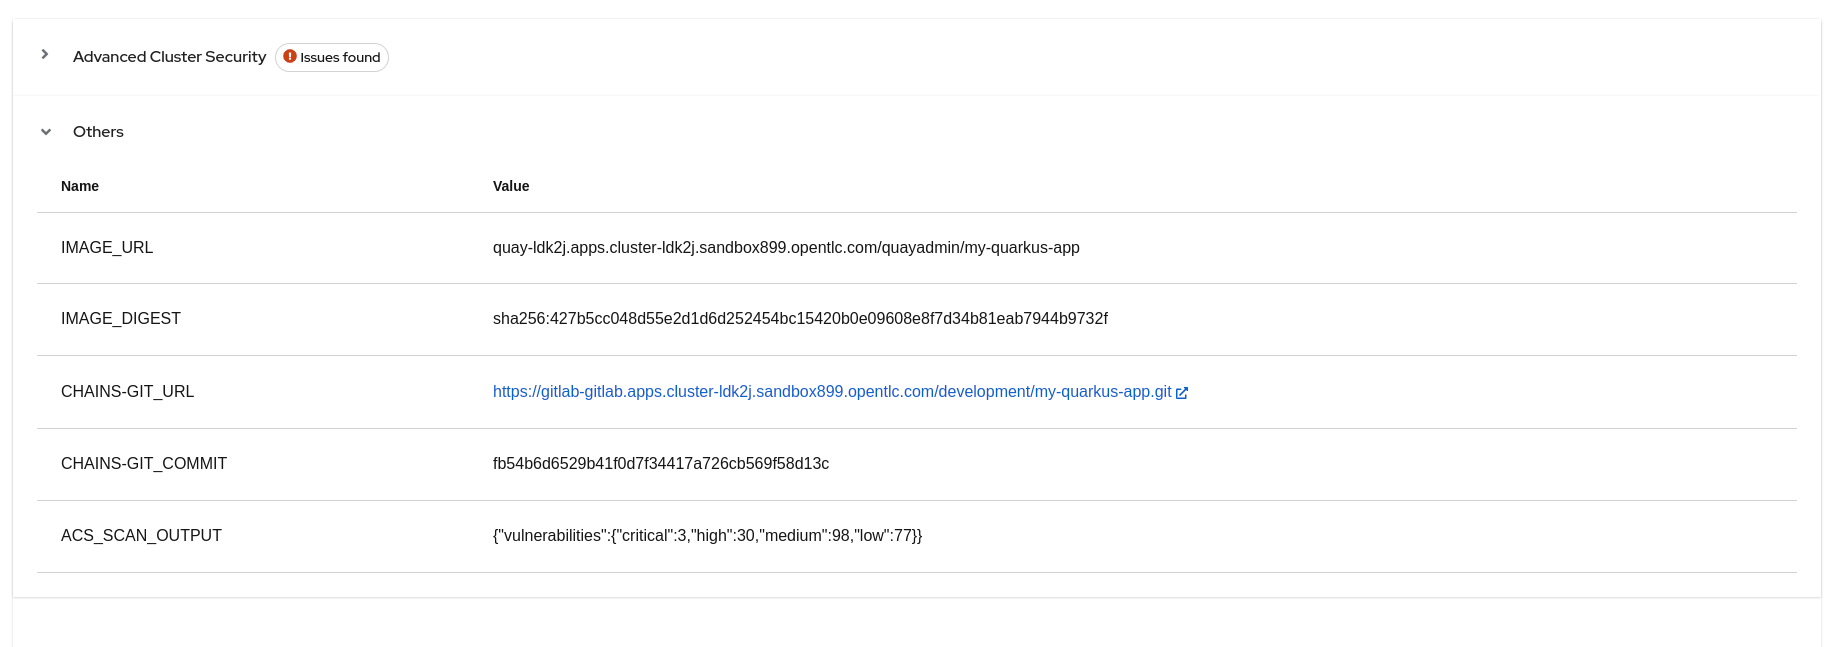 Advanced Cluster Security Issues found
Others
Name Value
IMAGE_URL quay-ldk2j.apps.cluster-ldk2j.sandbox899.opentlc.com/quayadmin/my-quarkus-app
IMAGE_DIGEST sha256:427b5cc048d55e2d1d6d252454bc15420b0e09608e8f7d34b81eab7944b9732f
CHAINS-GIT_URL https://gitlab-gitlab.apps.cluster-ldk2j.sandbox899.opentlc.com/development/my-quarkus-app.git
CHAINS-GIT_COMMIT fb54b6d6529b41f0d7f34417a726cb569f58d13c
ACS_SCAN_OUTPUT {"vulnerabilities":{"critical":3,"high":30,"medium":98,"low":77}}